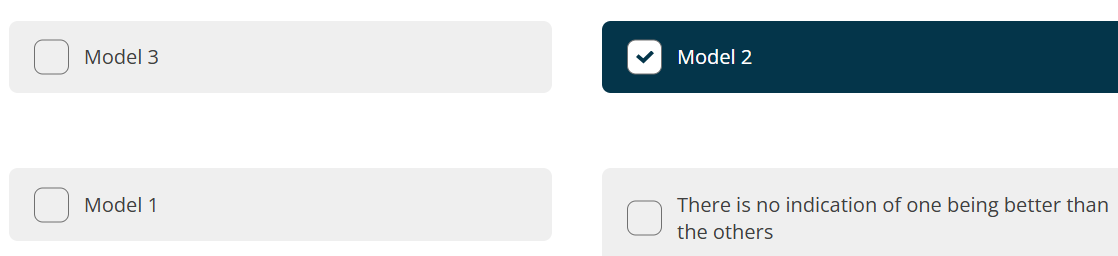 Model 3
Model 2
Model 1
There is no indication of one being better than
the others